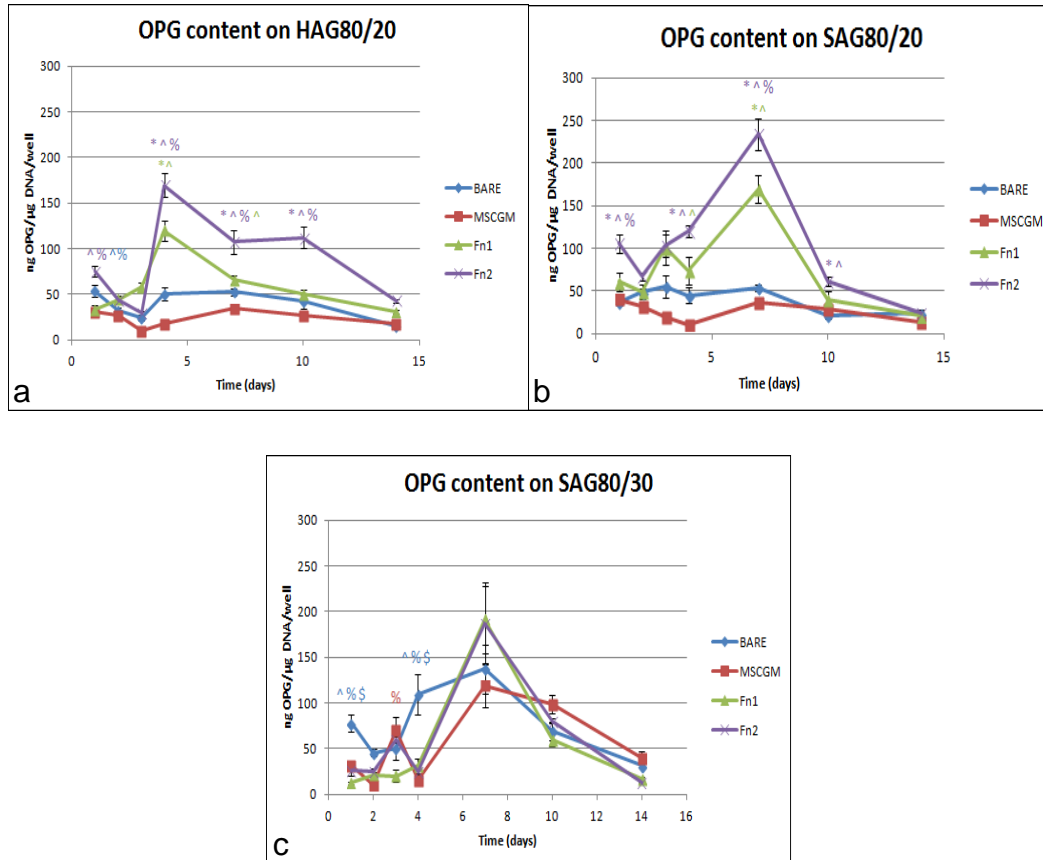 OPG content on HAG80/20
300
250
200
150
100
50
0
ng OPG/µg DNA/well
* ^ %
* ^
* ^ % ^
* ^ %
^ % ^ %
0 5 10 15
Time (days)
BARE
MSCGM
Fn1
Fn2
a
OPG content on SAG80/20
300
250
200
150
100
50
0
ng OPG/µg DNA/well
* ^ %
* ^
* ^ %
* ^ ^
* ^
0 5 10 15
Time (days)
BARE
MSCGM
Fn1
Fn2
b
OPG content on SAG80/30
300
250
200
150
100
50
0
ng OPG/µg DNA/well
^ % $
^ % $
%
0 2 4 6 8 10 12 14 16
Time (days)
BARE
MSCGM
Fn1
Fn2
c